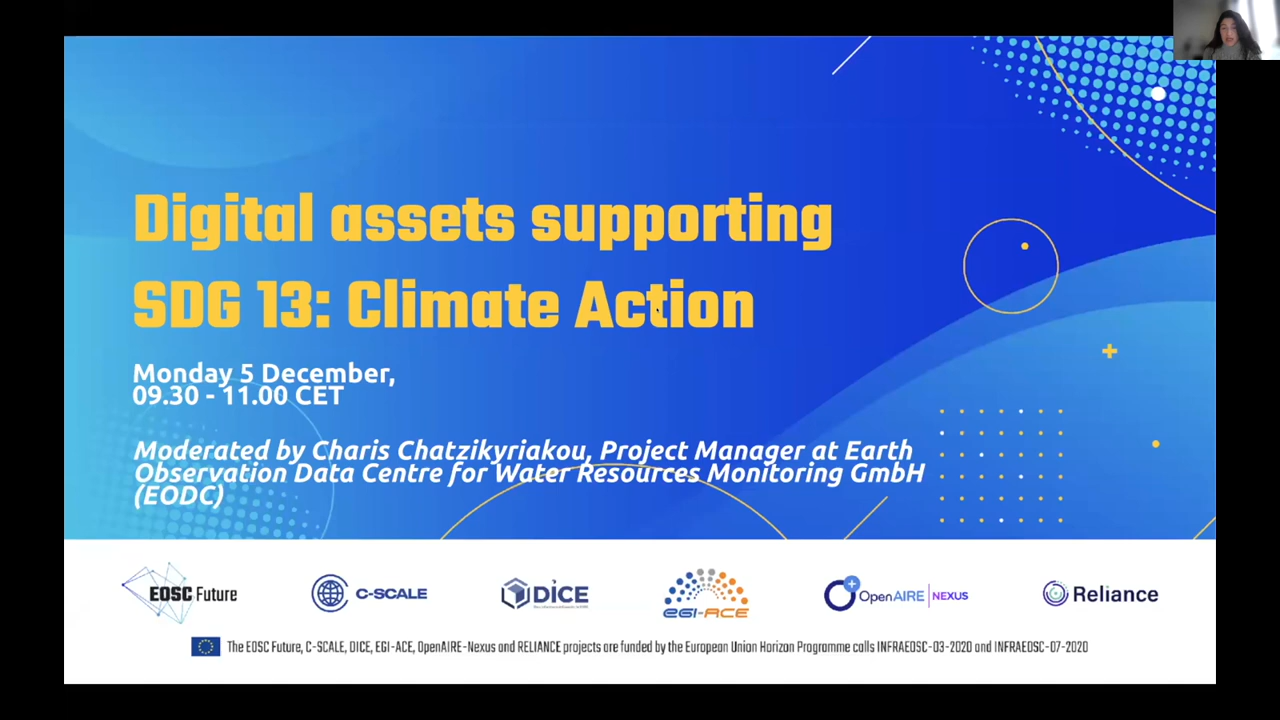 Digital assets supporting
SDG 13: Climate Action
Monday 5 December,
09.30 - 11.00 CET
Moderated by Charis Chatzikyriakou, Project Manager at Earth
Observation Data Centre for Water Resources Monitoring GmbH
(EODC)
EOSC Future
C-SCALE
DICE
EGI-ACE
OpenAIRE | NEXUS
Reliance
The EOSC Future, C-SCALE, DICE, EGI-ACE, OpenAIRE-Nexus and RELIANCE projects are funded by the European Union Horizon Programme calls INFRAEOSC-03-2020 and INFRAEOSC-07-2020